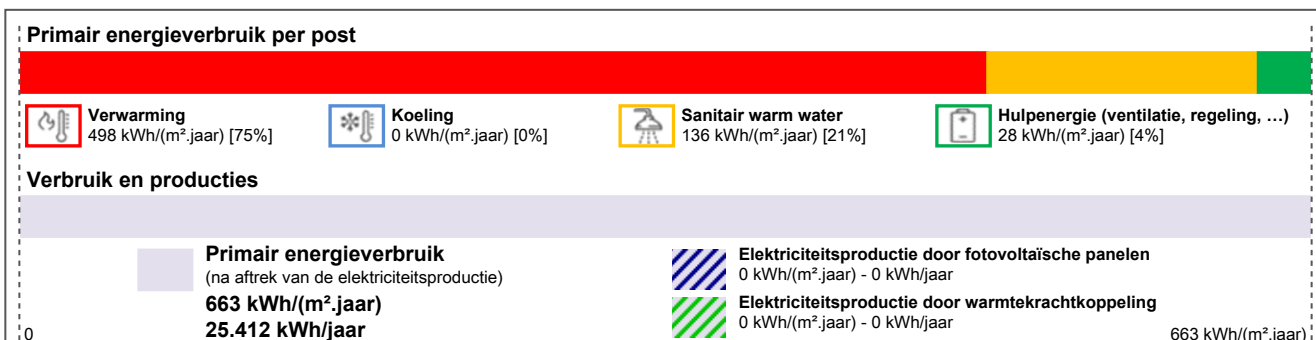 Primair energieverbruik per post
Verwarming
498 kWh/(m².jaar) [75%]
Koeling
0 kWh/(m².jaar) [0%]
Sanitair warm water
136 kWh/(m².jaar) [21%]
Hulpenergie (ventilatie, regeling, …)
28 kWh/(m².jaar) [4%]
Verbruik en producties
Primair energieverbruik
(na aftrek van de elektriciteitsproductie)
663 kWh/(m².jaar)
25.412 kWh/jaar
Elektriciteitsproductie door fotovoltaïsche panelen
0 kWh/(m².jaar) - 0 kWh/jaar
Elektriciteitsproductie door warmtekrachtkoppeling
0 kWh/(m².jaar) - 0 kWh/jaar
0
663 kWh/(m².jaar)